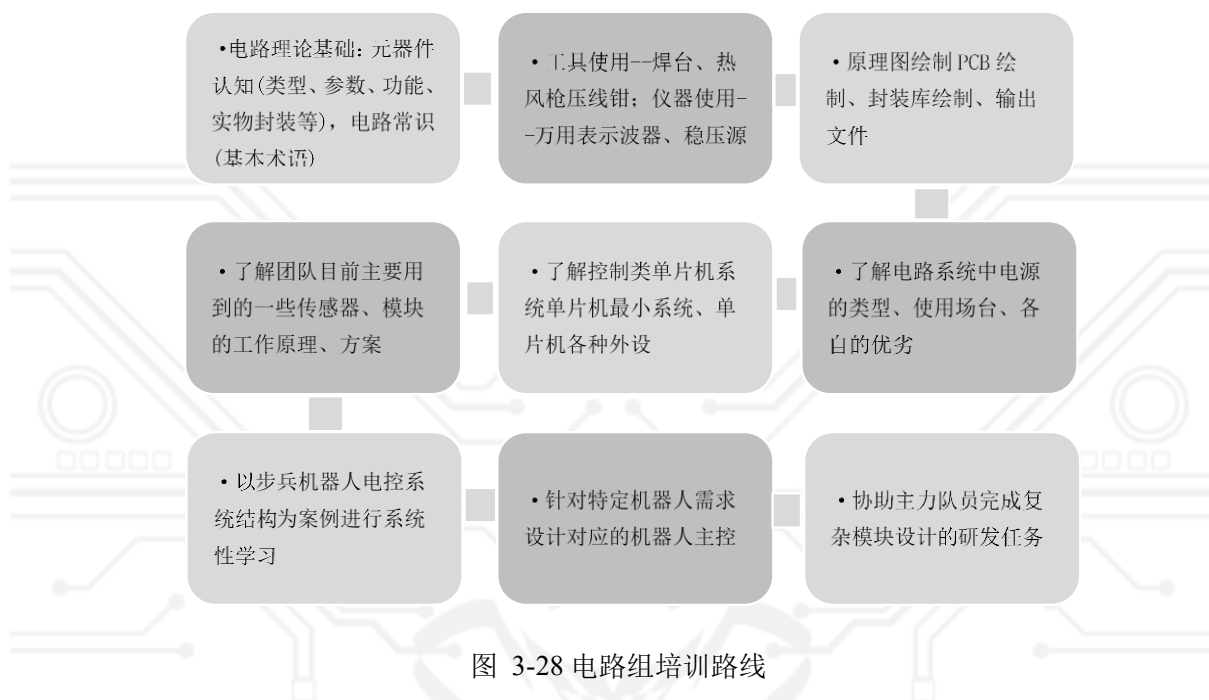 •电路理论基础：元器件
认知(类型、参数、功能、
实物封装等)，电路常识
(基本术语)
•工具使用--焊台、热
风枪压线钳；仪器使用-
-万用表示波器、稳压源
•原理图绘制 PCB 绘
制、封装库绘制、输出
文件
•了解电路系统中电源
的类型、使用场合、各
自的优劣
•了解控制类单片机系
统单片机最小系统、单
片机各种外设
•了解团队目前主要用
到的一些传感器、模块
的工作原理、方案
•以步兵机器人电控系
统结构为案例进行系统
性学习
•针对特定机器人需求
设计对应的机器人主控
•协助主力队员完成复
杂模块设计的研发任务
图 3-28 电路组培训路线